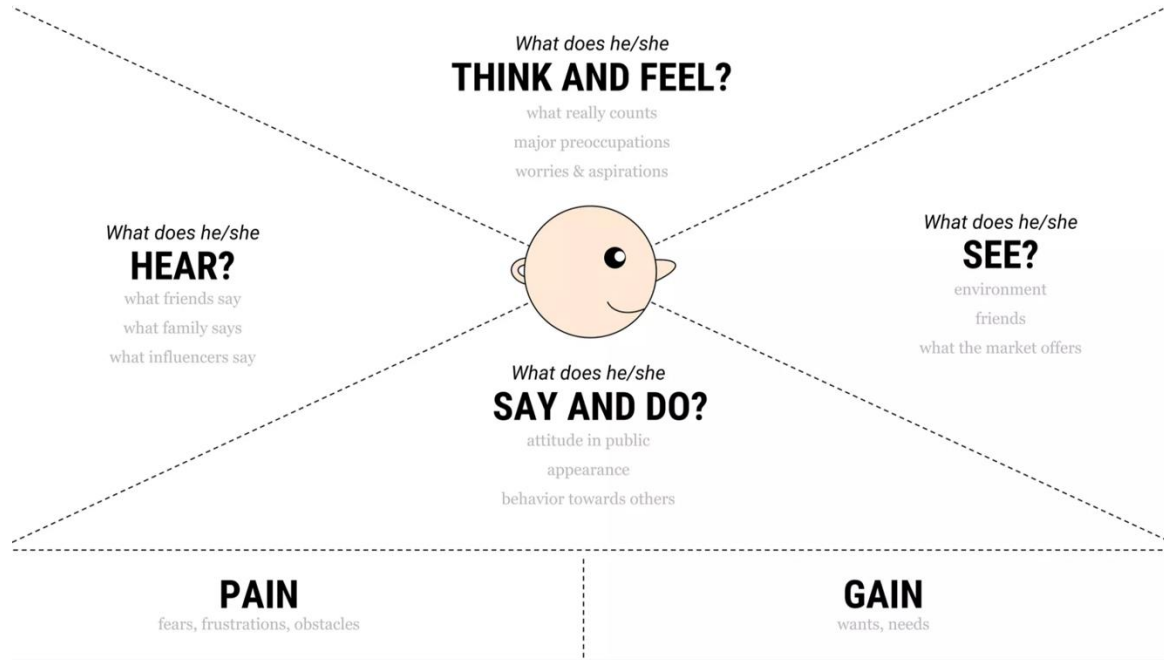 What does he/she
THINK AND FEEL?
what really counts
major preoccupations
worries & aspirations
What does he/she
HEAR?
what friends say
what family says
what influencers say
What does he/she
SEE?
environment
friends
what the market offers
What does he/she
SAY AND DO?
attitude in public
appearance
behavior towards others
PAIN
fears, frustrations, obstacles
GAIN
wants, needs